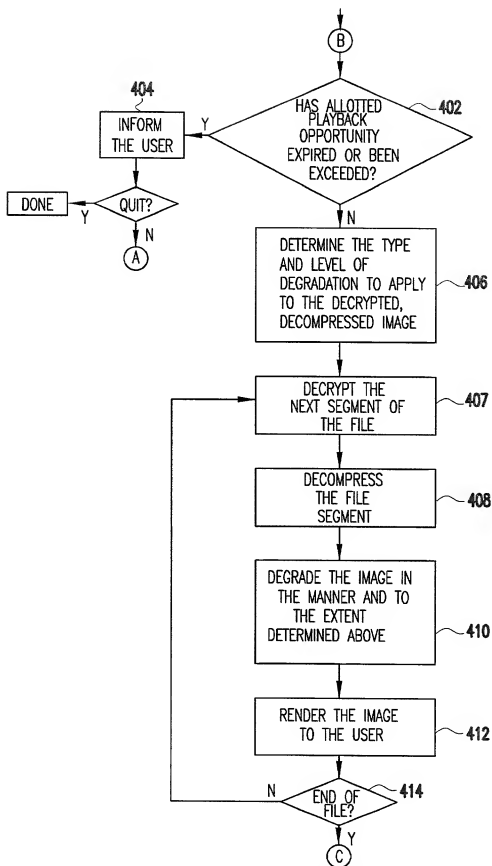 B
404
402
HAS ALLOTTED
PLAYBACK
OPPORTUNITY
EXPIRED OR BEEN
EXCEEDED?
Y
INFORM
THE USER
DONE
Y
QUIT?
N
A
N
DETERMINE THE TYPE
AND LEVEL OF
DEGRADATION TO APPLY
TO THE DECRYPTED,
DECOMPRESSED IMAGE
406
DECRYPT THE
NEXT SEGMENT OF
THE FILE
407
DECOMPRESS
THE FILE
SEGMENT
408
DEGRADE THE IMAGE IN
THE MANNER AND TO
THE EXTENT
DETERMINED ABOVE
410
RENDER THE IMAGE
TO THE USER
412
N
END OF
FILE?
414
Y
C